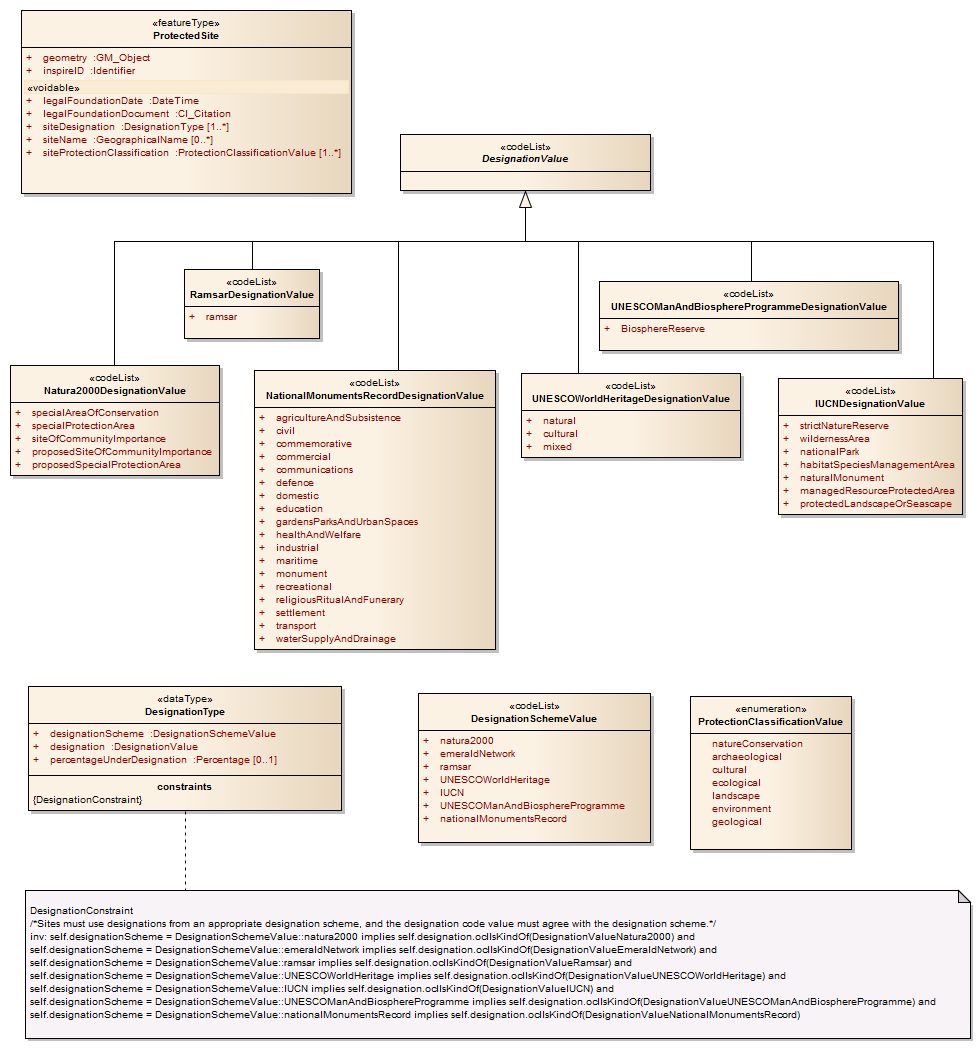 «featureType»
ProtectedSite
+ geometry :GM_Object
+ inspireID :Identifier
«voidable»
+ legalFoundationDate :DateTime
+ legalFoundationDocument :CI_Citation
+ siteDesignation :DesignationType [1..*]
+ siteName :GeographicalName [0..*]
+ siteProtectionClassification :ProtectionClassificationValue [1..*]
«codeList»
DesignationValue
«codeList»
RamsarDesignationValue
+ ramsar
«codeList»
UNESCOManAndBiosphereProgrammeDesignationValue
+ BiosphereReserve
«codeList»
Natura2000DesignationValue
+ specialAreaOfConservation
+ specialProtectionArea
+ siteOfCommunityImportance
+ proposedSiteOfCommunityImportance
+ proposedSpecialProtectionArea
«codeList»
NationalMonumentsRecordDesignationValue
+ agricultureAndSubsistence
+ civil
+ commemorative
+ commercial
+ communications
+ defence
+ domestic
+ education
+ gardensParksAndUrbanSpaces
+ healthAndWelfare
+ industrial
+ maritime
+ monument
+ recreational
+ religiousRitualAndFunerary
+ settlement
+ transport
+ waterSupplyAndDrainage
«codeList»
UNESCOWorldHeritageDesignationValue
+ natural
+ cultural
+ mixed
«codeList»
IUCNDesignationValue
+ strictNatureReserve
+ wildernessArea
+ nationalPark
+ habitatSpeciesManagementArea
+ naturalMonument
+ managedResourceProtectedArea
+ protectedLandscapeOrSeascape
«dataType»
DesignationType
+ designationScheme :DesignationSchemeValue
+ designation :DesignationValue
+ percentageUnderDesignation :Percentage [0..1]
constraints
{DesignationConstraint}
«codeList»
DesignationSchemeValue
+ natura2000
+ emeraldNetwork
+ ramsar
+ UNESCOWorldHeritage
+ IUCN
+ UNESCOManAndBiosphereProgramme
+ nationalMonumentsRecord
«enumeration»
ProtectionClassificationValue
natureConservation
archaeological
cultural
ecological
landscape
environment
geological
DesignationConstraint
/*Sites must use designations from an appropriate designation scheme, and the designation code value must agree with the designation scheme.*/
inv: self.designationScheme = DesignationSchemeValue::natura2000 implies self.designation.oclIsKindOf(DesignationValueNatura2000) and
self.designationScheme = DesignationSchemeValue::emeraldNetwork implies self.designation.oclIsKindOf(DesignationValueEmeraldNetwork) and
self.designationScheme = DesignationSchemeValue::ramsar implies self.designation.oclIsKindOf(DesignationValueRamsar) and
self.designationScheme = DesignationSchemeValue::UNESCOWorldHeritage implies self.designation.oclIsKindOf(DesignationValueUNESCOWorldHeritage) and
self.designationScheme = DesignationSchemeValue::IUCN implies self.designation.oclIsKindOf(DesignationValueIUCN) and
self.designationScheme = DesignationSchemeValue::UNESCOManAndBiosphereProgramme implies self.designation.oclIsKindOf(DesignationValueUNESCOManAndBiosphereProgramme) and
self.designationScheme = DesignationSchemeValue::nationalMonumentsRecord implies self.designation.oclIsKindOf(DesignationValueNationalMonumentsRecord)